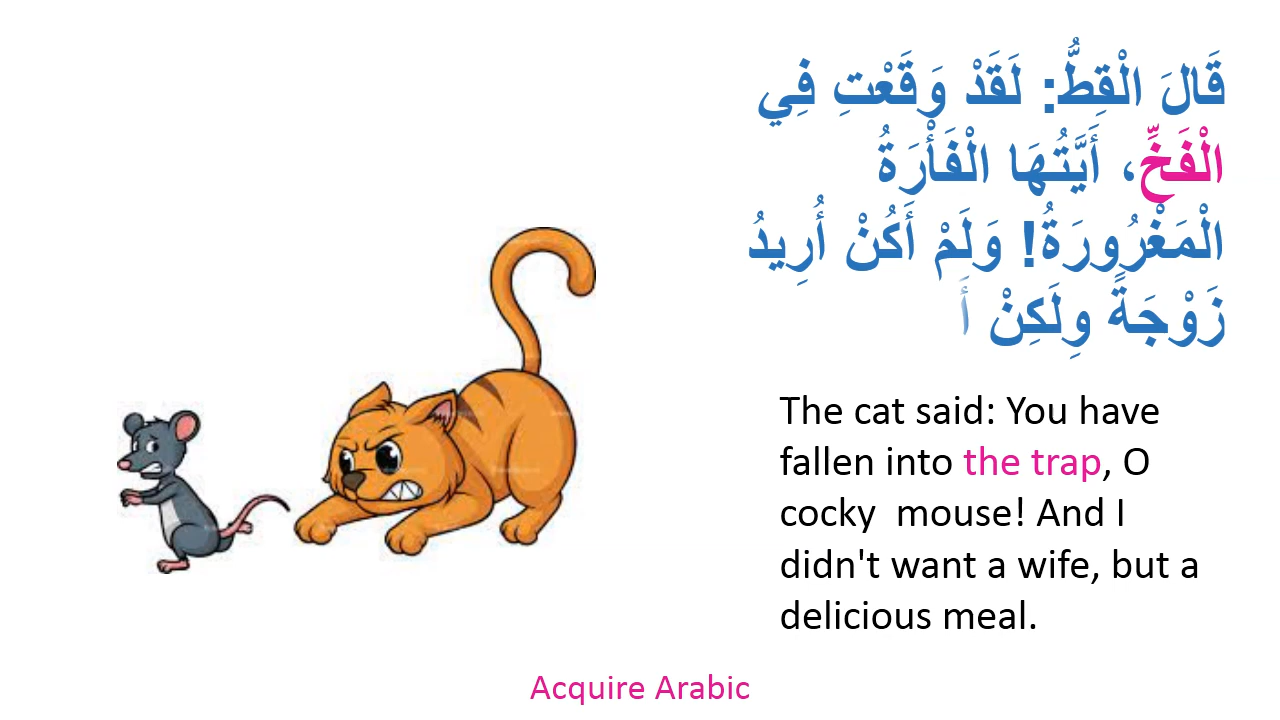 قَالَ الْقِطُّ: لَقَدْ وَقَعْتِ فِي
الْفَخِّ، أَيَّتُهَا الْفَأْرَةُ
الْمَغْرُورَةُ! وَلَمْ أَكُنْ أُرِيدُ
زَوْجَةً وِلَكِنْ أَ
The cat said: You have
fallen into the trap, O
cocky mouse! And I
didn't want a wife, but a
delicious meal.
Acquire Arabic